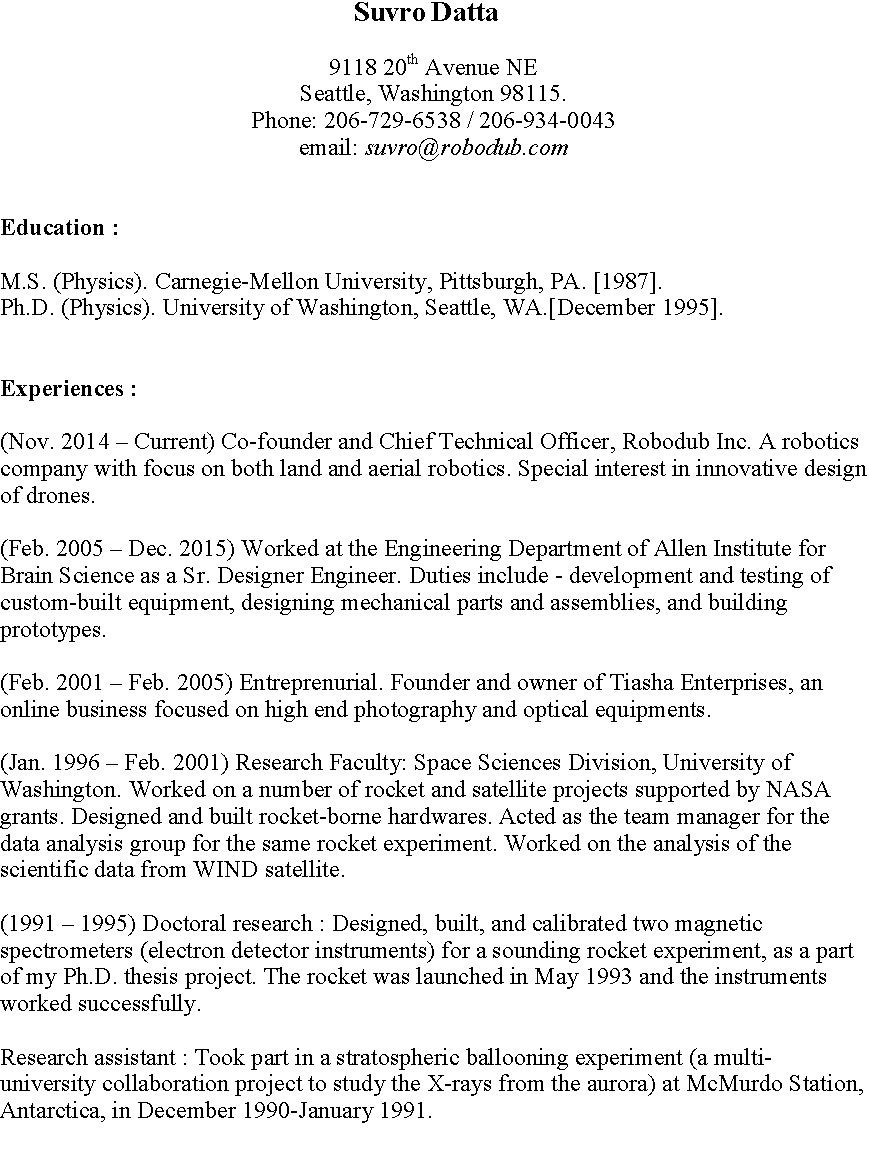 Suvro Datta
9118 20th Avenue NE
Seattle, Washington 98115.
Phone: 206-729-6538 / 206-934-0043
email: suvro@robodub.com
Education :
M.S. (Physics). Carnegie-Mellon University, Pittsburgh, PA. [1987].
Ph.D. (Physics). University of Washington, Seattle, WA.[December 1995].
Experiences :
(Nov. 2014 – Current) Co-founder and Chief Technical Officer, Robodub Inc. A robotics
company with focus on both land and aerial robotics. Special interest in innovative design
of drones.
(Feb. 2005 – Dec. 2015) Worked at the Engineering Department of Allen Institute for
Brain Science as a Sr. Designer Engineer. Duties include - development and testing of
custom-built equipment, designing mechanical parts and assemblies, and building
prototypes.
(Feb. 2001 – Feb. 2005) Entreprenurial. Founder and owner of Tiasha Enterprises, an
online business focused on high end photography and optical equipments.
(Jan. 1996 – Feb. 2001) Research Faculty: Space Sciences Division, University of
Washington. Worked on a number of rocket and satellite projects supported by NASA
grants. Designed and built rocket-borne hardwares. Acted as the team manager for the
data analysis group for the same rocket experiment. Worked on the analysis of the
scientific data from WIND satellite.
(1991 – 1995) Doctoral research : Designed, built, and calibrated two magnetic
spectrometers (electron detector instruments) for a sounding rocket experiment, as a part
of my Ph.D. thesis project. The rocket was launched in May 1993 and the instruments
worked successfully.
Research assistant : Took part in a stratospheric ballooning experiment (a multi-
university collaboration project to study the X-rays from the aurora) at McMurdo Station,
Antarctica, in December 1990-January 1991.